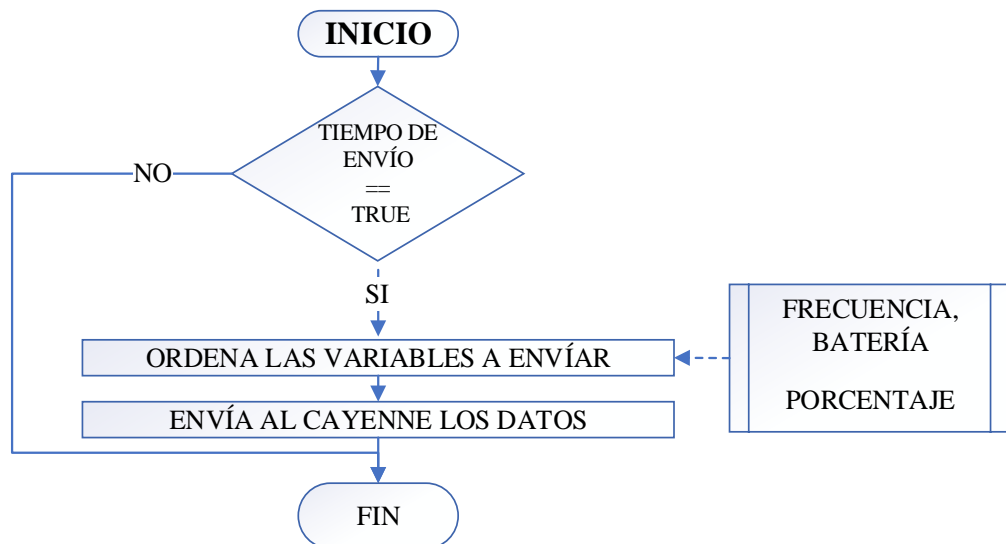 INICIO
TIEMPO DE
ENVÍO
==
TRUE
NO
SI
ORDENA LAS VARIABLES A ENVÍAR
FRECUENCIA,
BATERÍA
PORCENTAJE
ENVÍA AL CAYENNE LOS DATOS
FIN